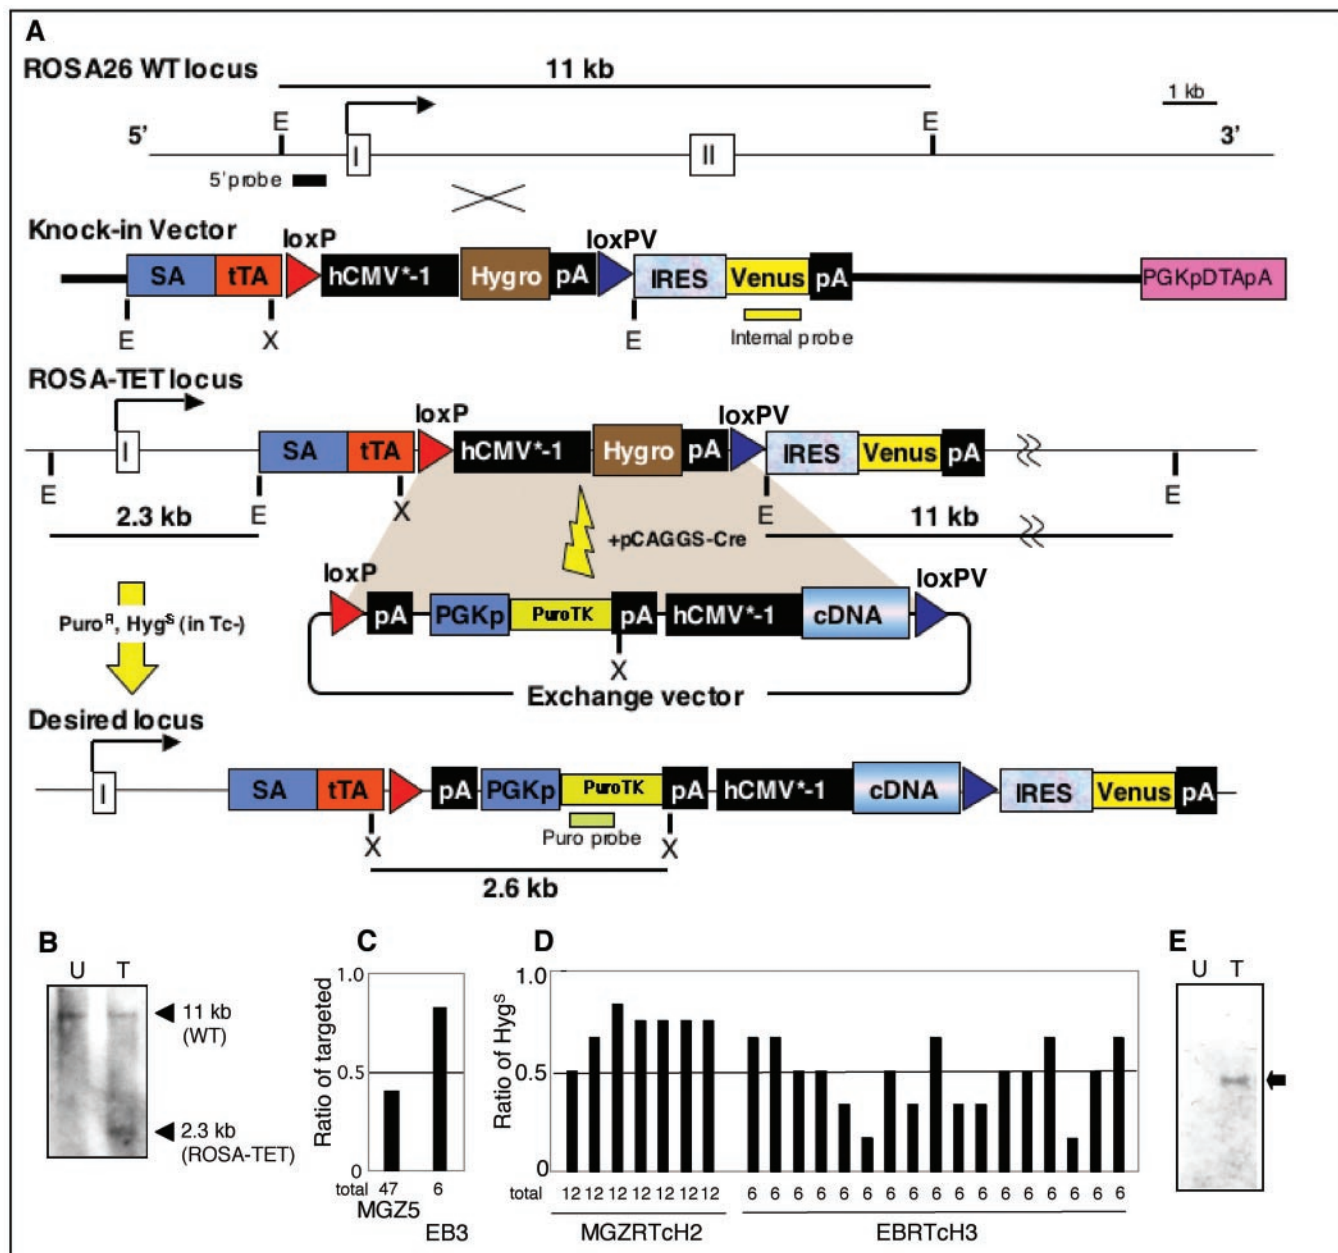 A
ROSA26 WT locus
11 kb
1 kb
5'
E
I
II
E
3'
5'probe
Knock-in Vector
loxP
loxPV
SA tTA hCMV*-1 Hygro pA IRES Venus pA PGKpDTApA
E X E
Internal probe
ROSA-TET locus
loxP
loxPV
I
SA tTA hCMV*-1 Hygro pA IRES Venus pA
E E X E E
2.3 kb
11 kb
+pCAGGS-Cre
loxP
loxPV
pA PGKp PuroTK pA hCMV*-1 cDNA
X
Exchange vector
Puro^R, Hyg^S (in Tc-)
Desired locus
I
SA tTA pA PGKp PuroTK pA hCMV*-1 cDNA IRES Venus pA
Puro probe
X X
2.6 kb
B
U T
11 kb
(WT)
2.3 kb
(ROSA-TET)
C
Ratio of targeted
1.0
0.5
0
total 47 6
MGZ5
EB3
D
Ratio of Hyg^S
1.0
0.5
0
total 12 12 12 12 12 12 12 6 6 6 6 6 6 6 6 6 6 6 6 6 6 6 6 6
MGZRTcH2
EBRTcH3
E
U T